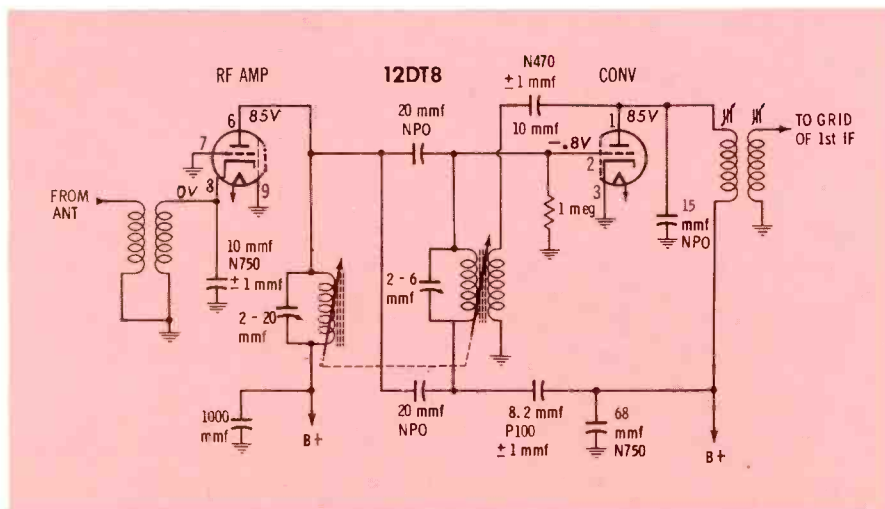 RF AMP
12DT8
CONV
N470
± 1 mmf
10 mmf
20 mmf
NPO
6
85V
7
8
9
0V
FROM
ANT
10 mmf
N750
± 1 mmf
2 - 20
mmf
1000
mmf
B+
2 - 6
mmf
1
85V
-.8V
2
3
1 meg
15
mmf
NPO
TO GRID
OF 1st IF
20 mmf
NPO
8.2 mmf
P100
± 1 mmf
68
mmf
N750
B+